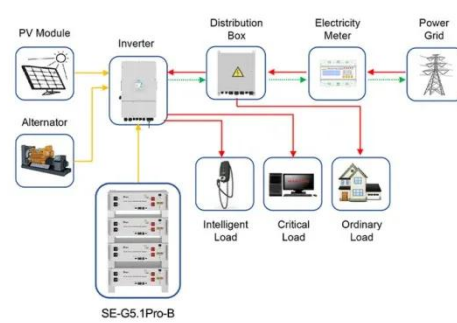 PV Module
Inverter
Distribution
Box
Electricity
Meter
Power
Grid
Alternator
Intelligent
Load
Critical
Load
Ordinary
Load
SE-G5.1Pro-B